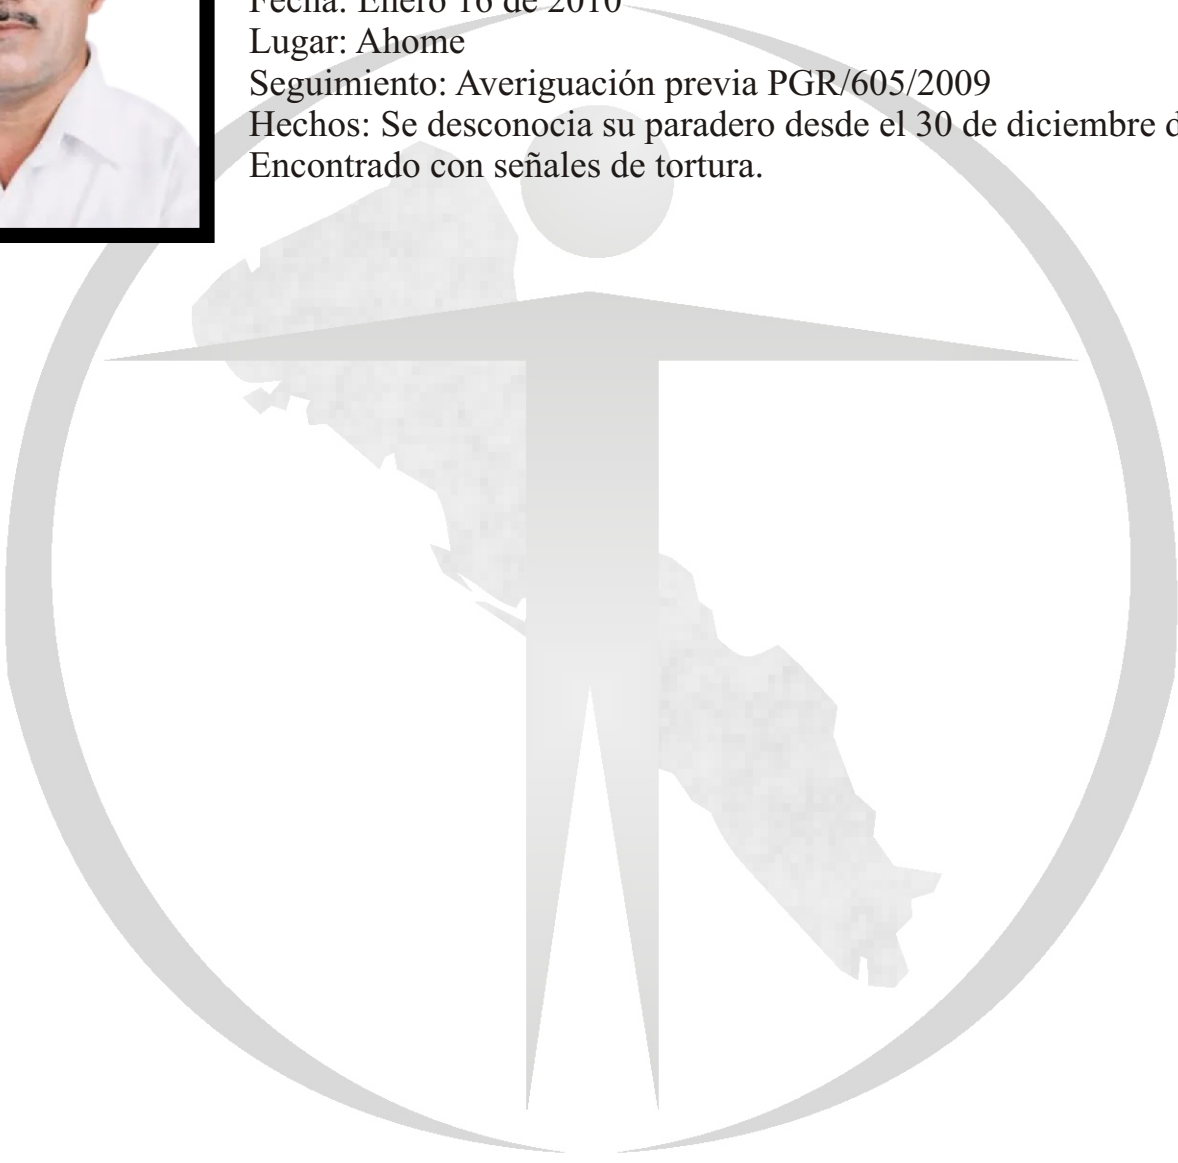 Fecha: Enero 16 de 2010
Lugar: Ahome
Seguimiento: Averiguación previa PGR/605/2009
Hechos: Se desconocia su paradero desde el 30 de diciembre
Encontrado con señales de tortura.